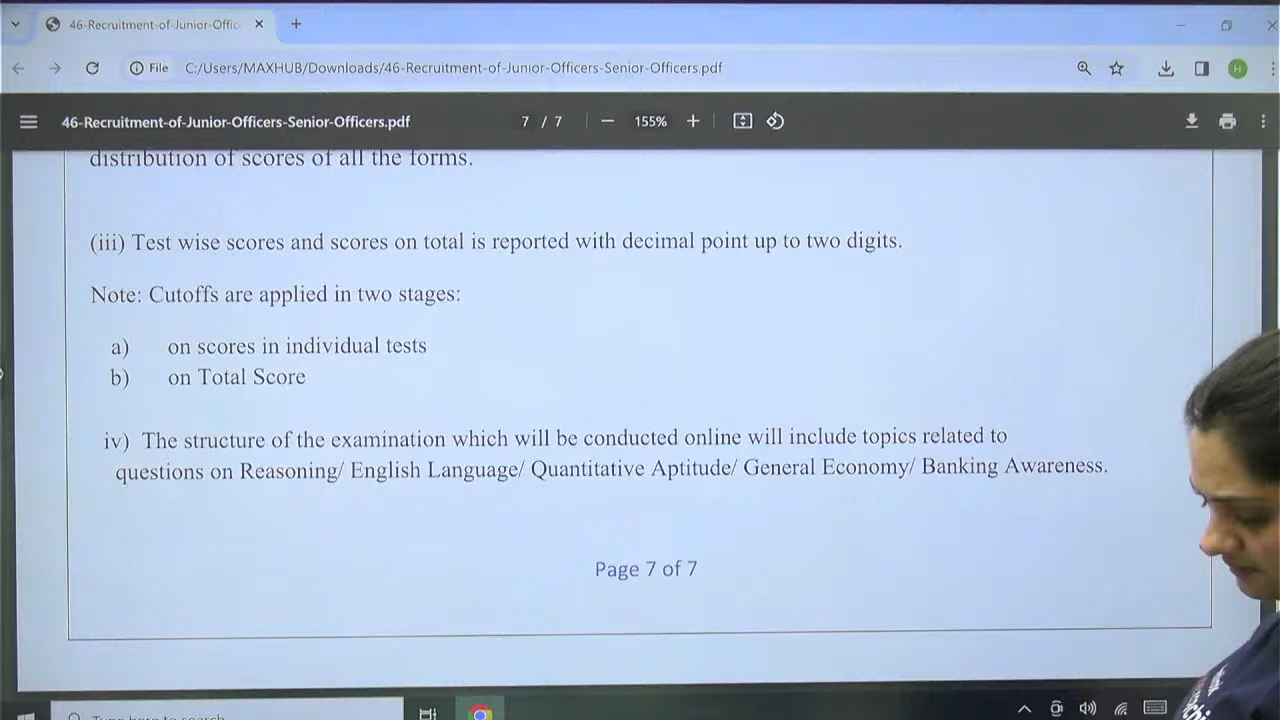 46-Recruitment-of-Junior-Offic
File
C:/Users/MAXHUB/Downloads/46-Recruitment-of-Junior-Officers-Senior-Officers.pdf
H
46-Recruitment-of-Junior-Officers-Senior-Officers.pdf
7 / 7
155%
distribution of scores of all the forms.
(iii) Test wise scores and scores on total is reported with decimal point up to two digits.
Note: Cutoffs are applied in two stages:
a) on scores in individual tests
b) on Total Score
iv) The structure of the examination which will be conducted online will include topics related to
questions on Reasoning/ English Language/ Quantitative Aptitude/ General Economy/ Banking Awareness.
Page 7 of 7
Type here to search